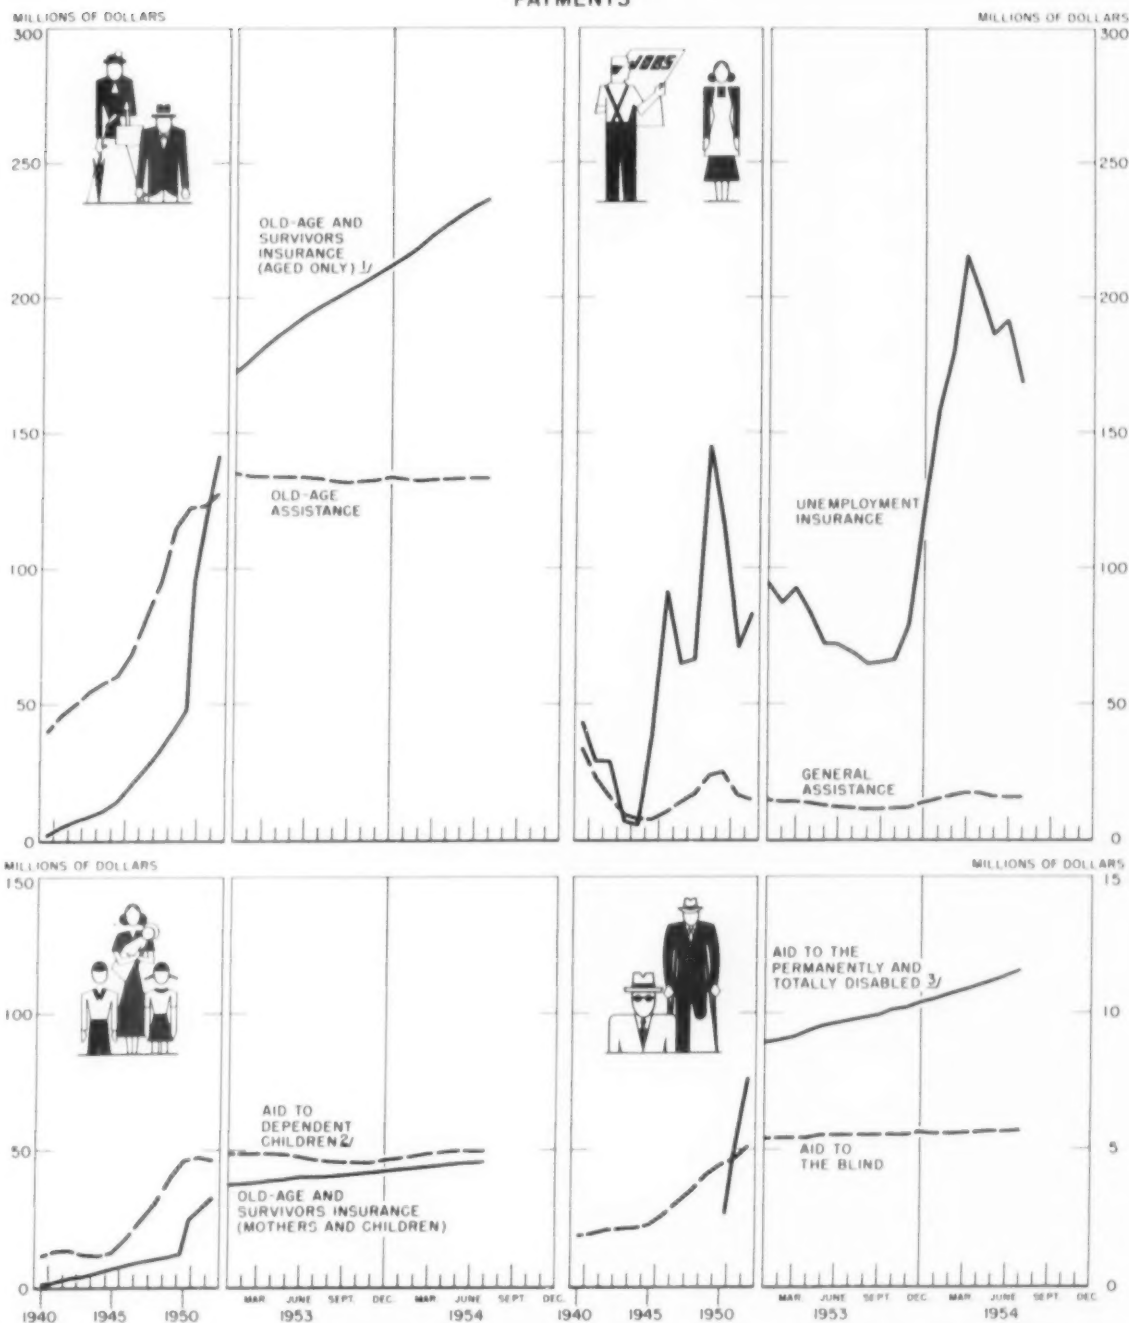 PAYMENTS
MILLIONS OF DOLLARS
MILLIONS OF DOLLARS
300
250
200
150
100
50
0
OLD-AGE AND
SURVIVORS
INSURANCE
(AGED ONLY) 1/
OLD-AGE
ASSISTANCE
JOBS
UNEMPLOYMENT
INSURANCE
GENERAL
ASSISTANCE
300
250
200
150
100
50
0
MILLIONS OF DOLLARS
MILLIONS OF DOLLARS
150
100
50
0
AID TO
DEPENDENT
CHILDREN 2/
OLD-AGE AND
SURVIVORS INSURANCE
(MOTHERS AND CHILDREN)
AID TO THE
PERMANENTLY AND
TOTALLY DISABLED 3/
AID TO
THE BLIND
15
10
5
0
MAR. JUNE SEPT. DEC. MAR. JUNE SEPT. DEC.
1940 1945 1950 1953 1954
MAR. JUNE SEPT. DEC. MAR. JUNE SEPT. DEC.
1940 1945 1950 1953 1954